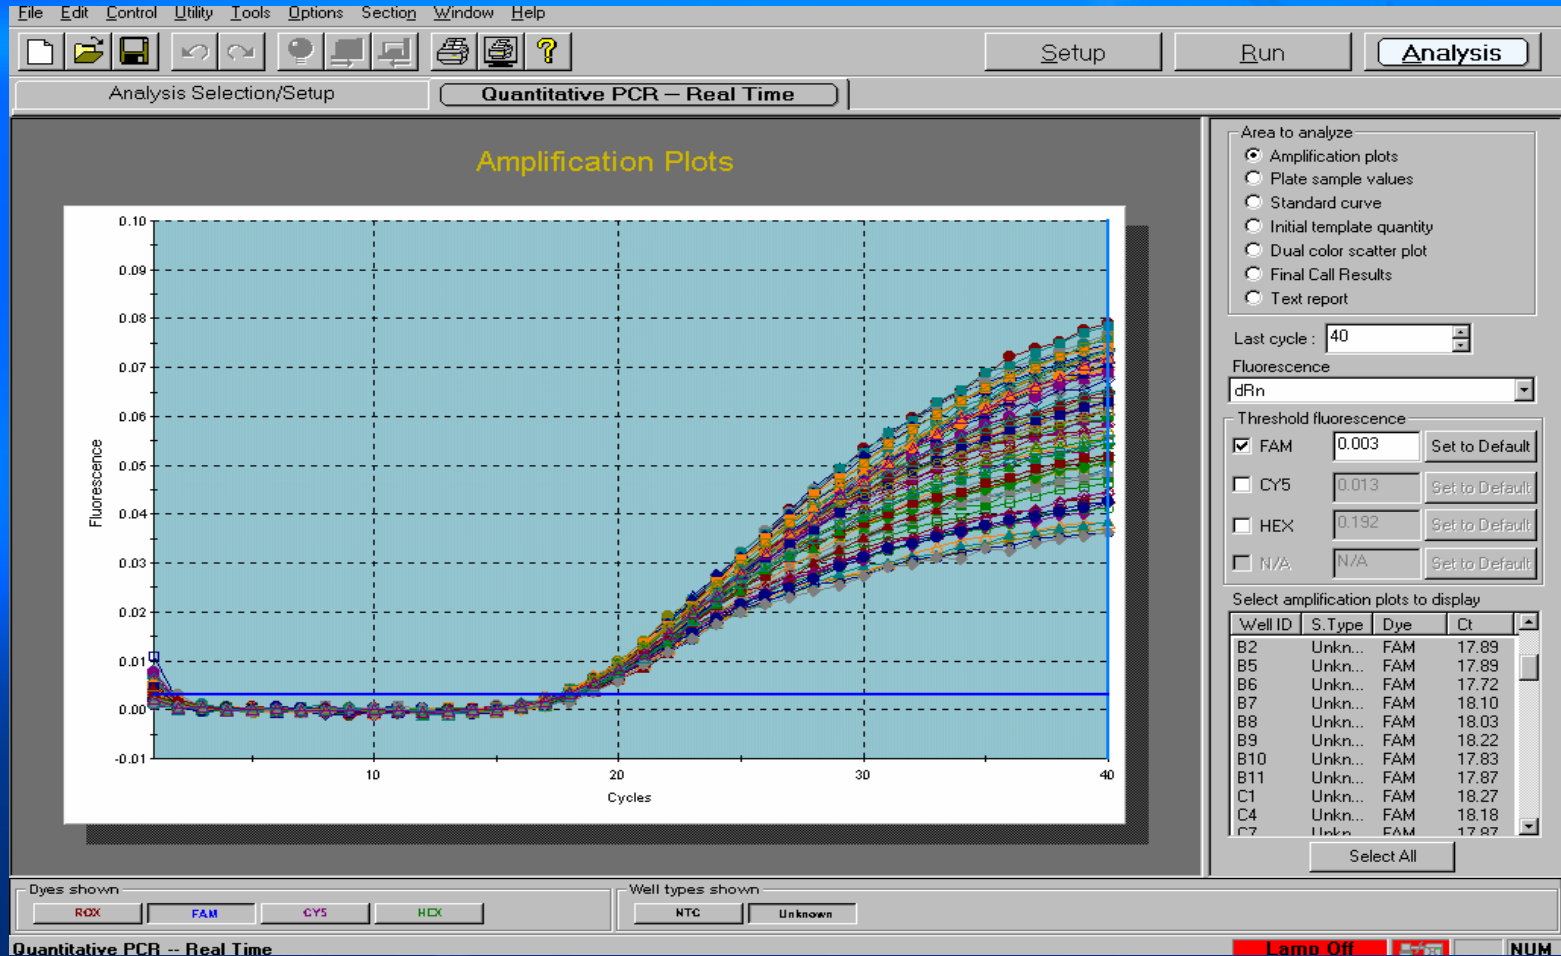 File Edit Control Utility Tools Options Section Window Help
Setup Run Analysis
Analysis Selection/Setup Quantitative PCR – Real Time
Amplification Plots
0.10
0.09
0.08
0.07
0.06
0.05
0.04
0.03
0.02
0.01
0.00
-0.01
Fluorescence
10 20 30 40
Cycles
Area to analyze
Amplification plots
Plate sample values
Standard curve
Initial template quantity
Dual color scatter plot
Final Call Results
Text report
Last cycle : 40
Fluorescence
dRn
Threshold fluorescence
FAM 0.003 Set to Default
CY5 0.013 Set to Default
HEX 0.192 Set to Default
N/A N/A Set to Default
Select amplification plots to display
Well ID S.Type Dye Ct
B2 Unkn... FAM 17.89
B5 Unkn... FAM 17.89
B6 Unkn... FAM 17.72
B7 Unkn... FAM 18.10
B8 Unkn... FAM 18.03
B9 Unkn... FAM 18.22
B10 Unkn... FAM 17.83
B11 Unkn... FAM 17.87
C1 Unkn... FAM 18.27
C4 Unkn... FAM 18.18
C7 Unkn... FAM 17.87
Select All
Dyes shown
ROX FAM CY5 HEX
Well types shown
NTC Unknown
Quantitative PCR -- Real Time
Lamp Off NUM